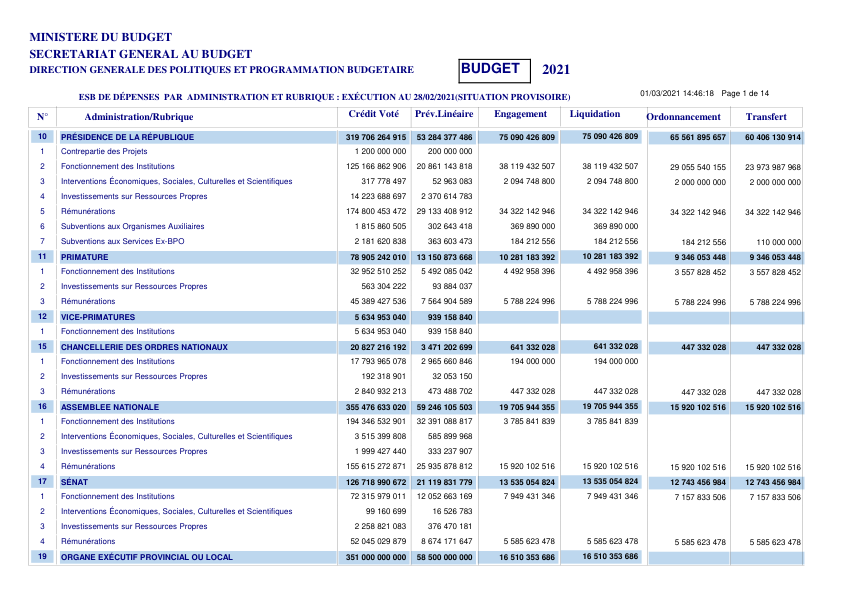 MINISTERE DU BUDGET
SECRETARIAT GENERAL AU BUDGET
DIRECTION GENERALE DES POLITIQUES ET PROGRAMMATION BUDGETAIRE
BUDGET 2021
01/03/2021 14:46:18 Page 1 de 14
ESB DE DÉPENSES PAR ADMINISTRATION ET RUBRIQUE : EXÉCUTION AU 28/02/2021(SITUATION PROVISOIRE)
N° Administration/Rubrique Crédit Voté Prév.Linéaire Engagement Liquidation Ordonnancement Transfert
10 PRÉSIDENCE DE LA RÉPUBLIQUE 319 706 264 915 53 284 377 486 75 090 426 809 75 090 426 809 65 561 895 657 60 406 130 914
1 Contrepartie des Projets 1 200 000 000 200 000 000
2 Fonctionnement des Institutions 125 166 862 906 20 861 143 818 38 119 432 507 38 119 432 507 29 055 540 155 23 973 987 968
3 Interventions Économiques, Sociales, Culturelles et Scientifiques 317 778 497 52 963 083 2 094 748 800 2 094 748 800 2 000 000 000 2 000 000 000
4 Investissements sur Ressources Propres 14 223 688 697 2 370 614 783
5 Rémunérations 174 800 453 472 29 133 408 912 34 322 142 946 34 322 142 946 34 322 142 946 34 322 142 946
6 Subventions aux Organismes Auxiliaires 1 815 860 505 302 643 418 369 890 000 369 890 000
7 Subventions aux Services Ex-BPO 2 181 620 838 363 603 473 184 212 556 184 212 556 184 212 556 110 000 000
11 PRIMATURE 78 905 242 010 13 150 873 668 10 281 183 392 10 281 183 392 9 346 053 448 9 346 053 448
1 Fonctionnement des Institutions 32 952 510 252 5 492 085 042 4 492 958 396 4 492 958 396 3 557 828 452 3 557 828 452
2 Investissements sur Ressources Propres 563 304 222 93 884 037
3 Rémunérations 45 389 427 536 7 564 904 589 5 788 224 996 5 788 224 996 5 788 224 996 5 788 224 996
12 VICE-PRIMATURES 5 634 953 040 939 158 840
1 Fonctionnement des Institutions 5 634 953 040 939 158 840
15 CHANCELLERIE DES ORDRES NATIONAUX 20 827 216 192 3 471 202 699 641 332 028 641 332 028 447 332 028 447 332 028
1 Fonctionnement des Institutions 17 793 965 078 2 965 660 846 194 000 000 194 000 000
2 Investissements sur Ressources Propres 192 318 901 32 053 150
3 Rémunérations 2 840 932 213 473 488 702 447 332 028 447 332 028 447 332 028 447 332 028
16 ASSEMBLEE NATIONALE 355 476 633 020 59 246 105 503 19 705 944 355 19 705 944 355 15 920 102 516 15 920 102 516
1 Fonctionnement des Institutions 194 346 532 901 32 391 088 817 3 785 841 839 3 785 841 839
2 Interventions Économiques, Sociales, Culturelles et Scientifiques 3 515 399 808 585 899 968
3 Investissements sur Ressources Propres 1 999 427 440 333 237 907
4 Rémunérations 155 615 272 871 25 935 878 812 15 920 102 516 15 920 102 516 15 920 102 516 15 920 102 516
17 SÉNAT 126 718 990 672 21 119 831 779 13 535 054 824 13 535 054 824 12 743 456 984 12 743 456 984
1 Fonctionnement des Institutions 72 315 979 011 12 052 663 169 7 949 431 346 7 949 431 346 7 157 833 506 7 157 833 506
2 Interventions Économiques, Sociales, Culturelles et Scientifiques 99 160 699 16 526 783
3 Investissements sur Ressources Propres 2 258 821 083 376 470 181
4 Rémunérations 52 045 029 879 8 674 171 647 5 585 623 478 5 585 623 478 5 585 623 478 5 585 623 478
19 ORGANE EXÉCUTIF PROVINCIAL OU LOCAL 351 000 000 000 58 500 000 000 16 510 353 686 16 510 353 686